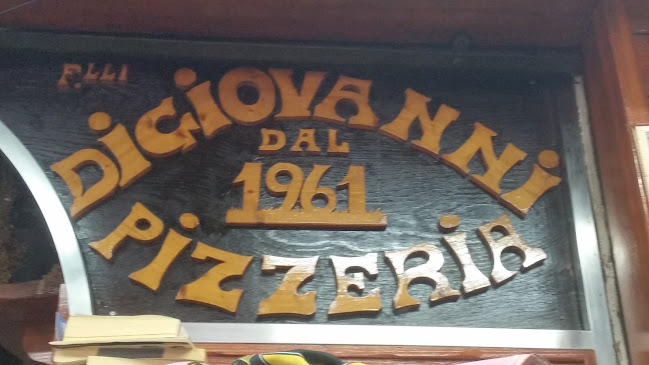 F.LLI
DIGIOVANNI
DAL
1961
PIZZERIA